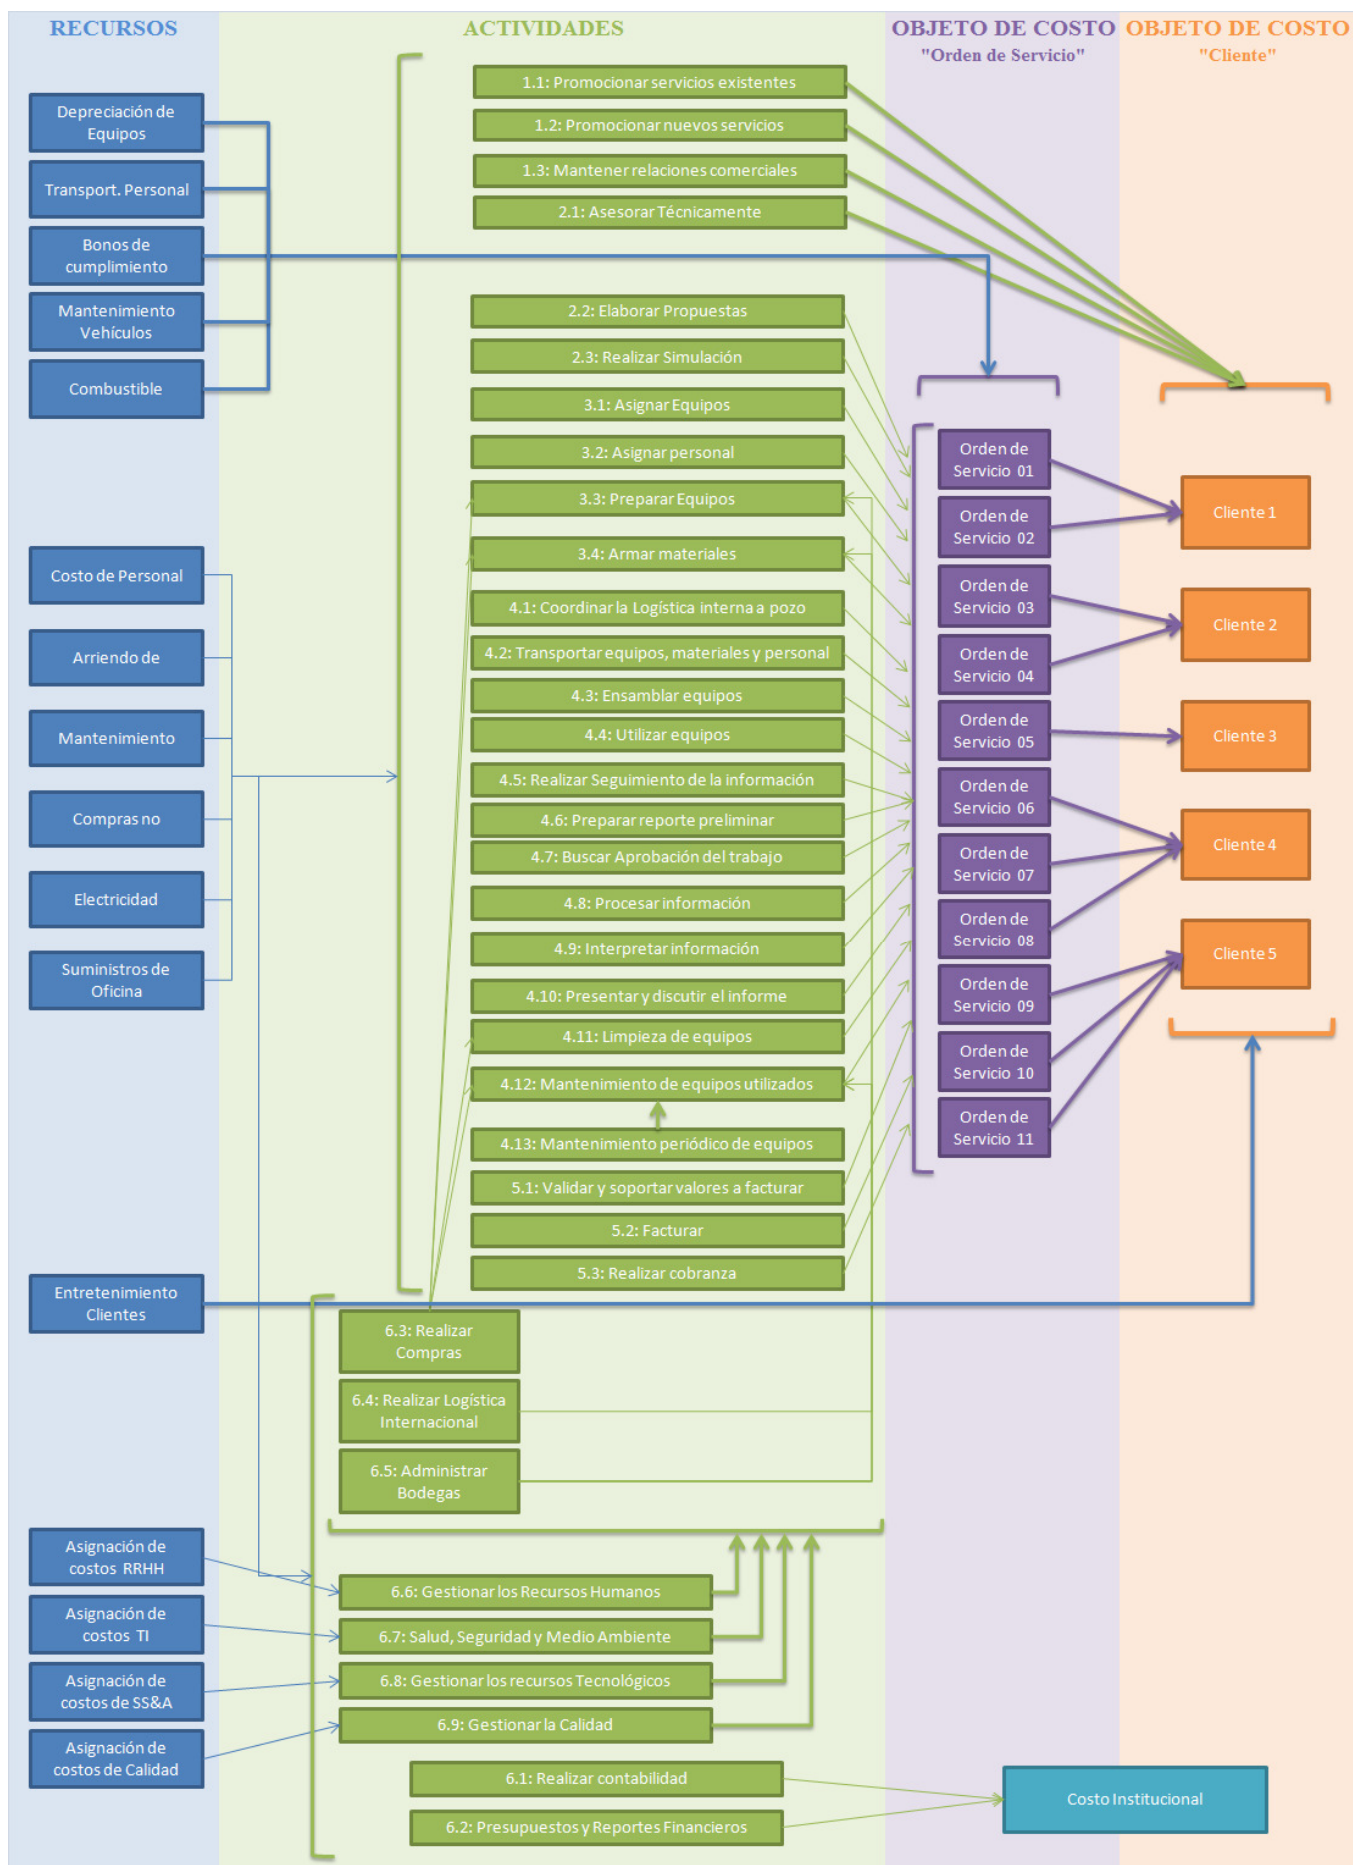 RECURSOS
ACTIVIDADES
OBJETO DE COSTO
"Orden de Servicio"
OBJETO DE COSTO
"Cliente"
Depreciación de
Equipos
Transport. Personal
Bonos de
cumplimiento
Mantenimiento
Vehículos
Combustible
Costo de Personal
Arriendo de
Mantenimiento
Compras no
Electricidad
Suministros de
Oficina
Entretenimiento
Clientes
Asignación de
costos RRHH
Asignación de
costos TI
Asignación de
costos de SS&A
Asignación de
costos de Calidad
1.1: Promocionar servicios existentes
1.2: Promocionar nuevos servicios
1.3: Mantener relaciones comerciales
2.1: Asesorar Técnicamente
2.2: Elaborar Propuestas
2.3: Realizar Simulación
3.1: Asignar Equipos
3.2: Asignar personal
3.3: Preparar Equipos
3.4: Armar materiales
4.1: Coordinar la Logística interna a pozo
4.2: Transportar equipos, materiales y personal
4.3: Ensamblar equipos
4.4: Utilizar equipos
4.5: Realizar Seguimiento de la información
4.6: Preparar reporte preliminar
4.7: Buscar Aprobación del trabajo
4.8: Procesar información
4.9: Interpretar información
4.10: Presentar y discutir el informe
4.11: Limpieza de equipos
4.12: Mantenimiento de equipos utilizados
4.13: Mantenimiento periódico de equipos
5.1: Validar y soportar valores a facturar
5.2: Facturar
5.3: Realizar cobranza
6.3: Realizar
Compras
6.4: Realizar Logística
Internacional
6.5: Administrar
Bodegas
6.6: Gestionar los Recursos Humanos
6.7: Salud, Seguridad y Medio Ambiente
6.8: Gestionar los recursos Tecnológicos
6.9: Gestionar la Calidad
6.1: Realizar contabilidad
6.2: Presupuestos y Reportes Financieros
Orden de
Servicio 01
Orden de
Servicio 02
Orden de
Servicio 03
Orden de
Servicio 04
Orden de
Servicio 05
Orden de
Servicio 06
Orden de
Servicio 07
Orden de
Servicio 08
Orden de
Servicio 09
Orden de
Servicio 10
Orden de
Servicio 11
Cliente 1
Cliente 2
Cliente 3
Cliente 4
Cliente 5
Costo Institucional